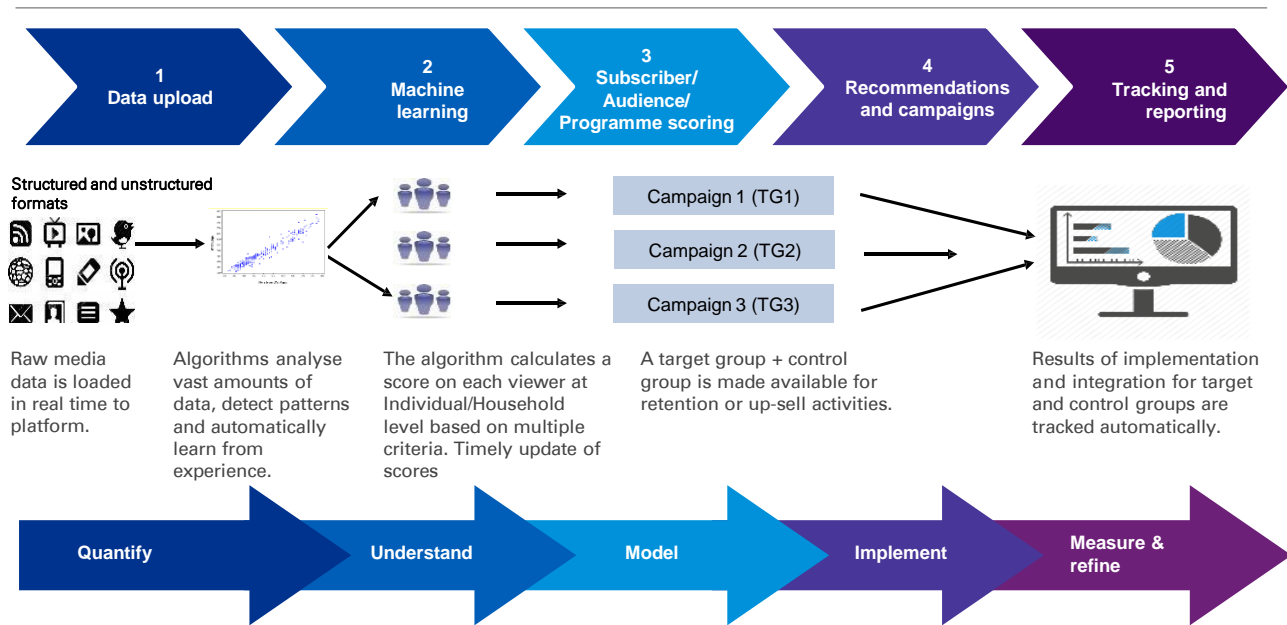 1
Data upload
2
Machine
learning
3
Subscriber/
Audience/
Programme scoring
4
Recommendations
and campaigns
5
Tracking and
reporting
Structured and unstructured
formats
Campaign 1 (TG1)
Campaign 2 (TG2)
Campaign 3 (TG3)
Raw media
data is loaded
in real time to
platform.
Algorithms analyse
vast amounts of
data, detect patterns
and automatically
learn from
experience.
The algorithm calculates a
score on each viewer at
Individual/Household
level based on multiple
criteria. Timely update of
scores
A target group + control
group is made available for
retention or up-sell activities.
Results of implementation
and integration for target
and control groups are
tracked automatically.
Quantify
Understand
Model
Implement
Measure &
refine